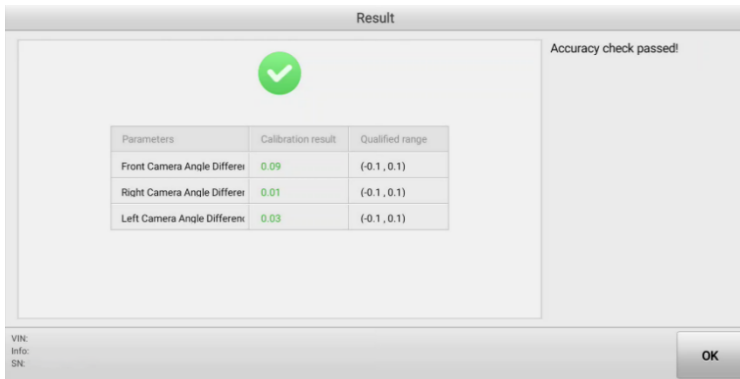 Result
Accuracy check passed!
Parameters Calibration result Qualified range
Front Camera Angle Differe 0.09 (-0.1 , 0.1)
Right Camera Angle Differer 0.01 (-0.1 , 0.1)
Left Camera Angle Differenc 0.03 (-0.1 , 0.1)
VIN:
Info:
SN:
OK